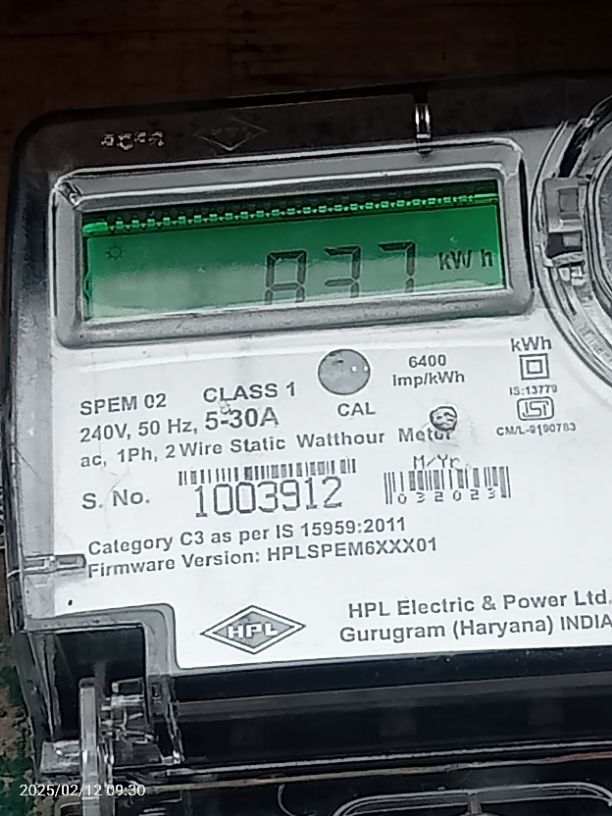 837 kWh
SPEM 02 CLASS 1
CAL
6400
imp/kWh
kWh
IS:13779
CM/L-9190783
240V, 50 Hz, 5-30A
ac, 1Ph, 2 Wire Static Watthour Meter
S. No. 1003912
M/Yr.
032023
Category C3 as per IS 15959:2011
Firmware Version: HPLSPEM6XXX01
HPL
HPL Electric & Power Ltd.
Gurugram (Haryana) INDIA
2025/02/12 09:30